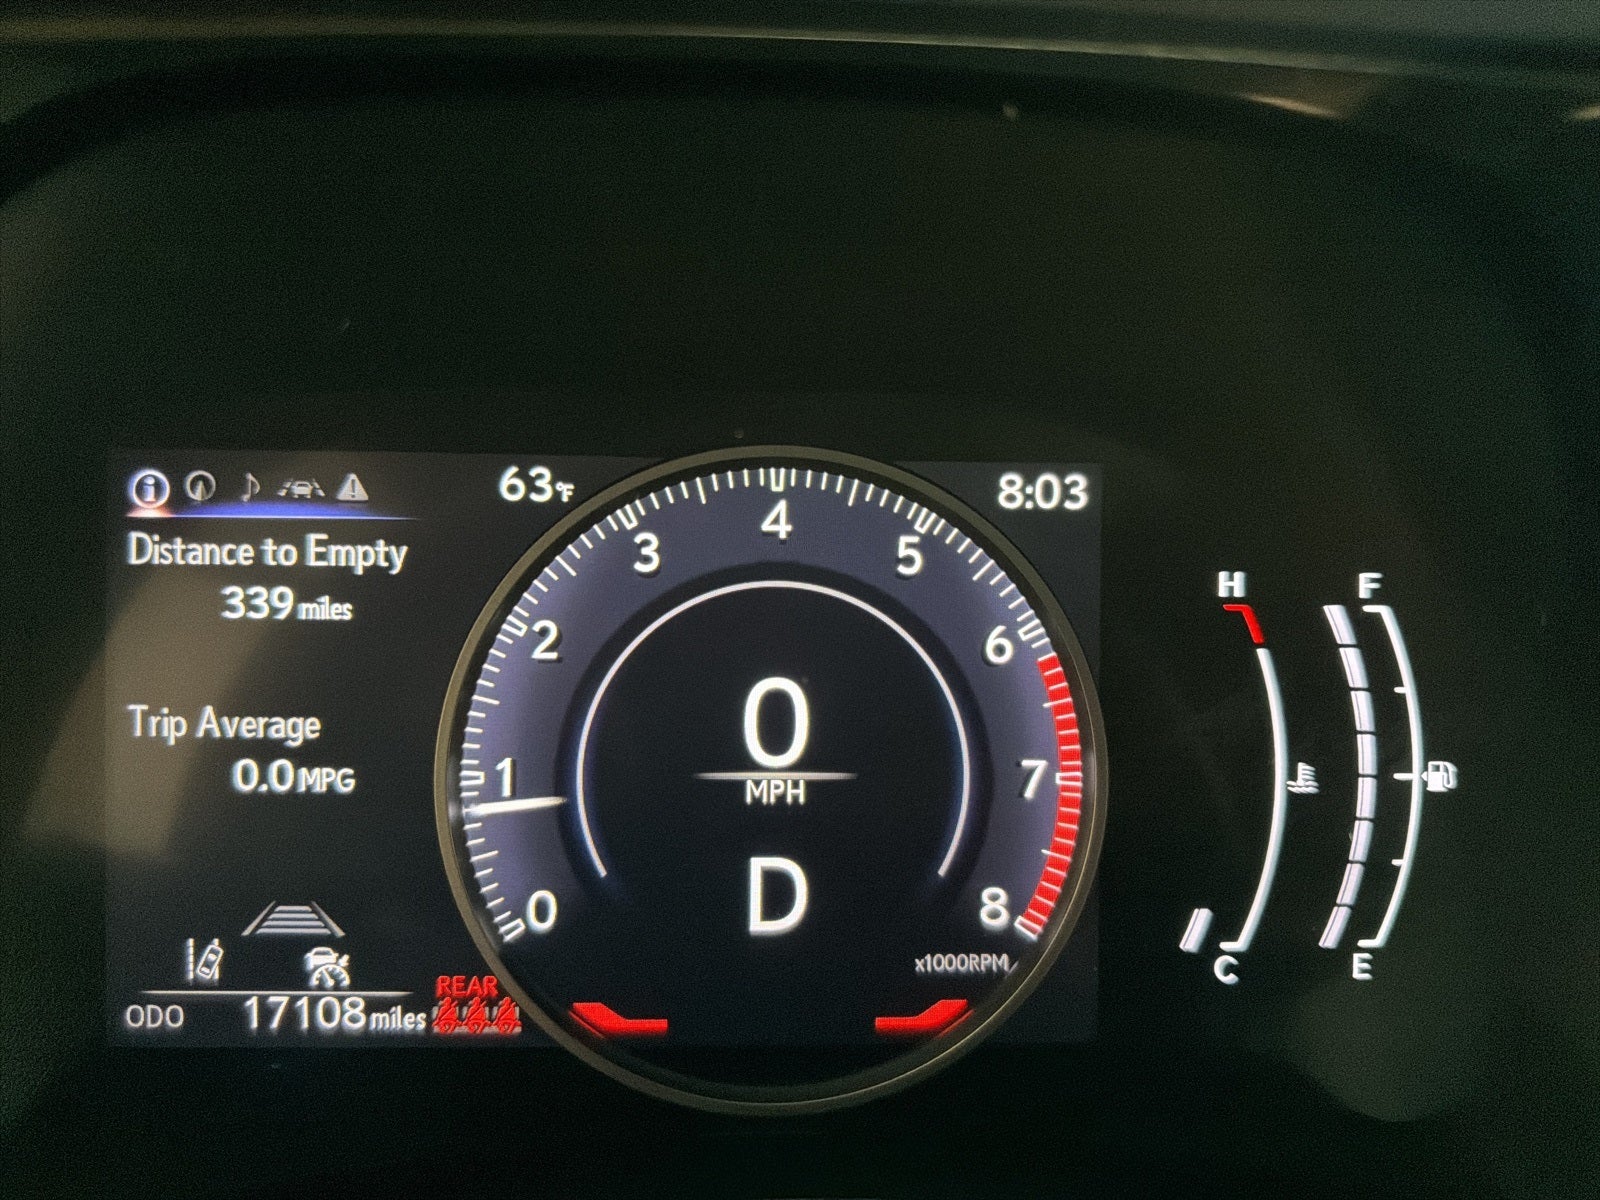 63°F
8:03
Distance to Empty
339 miles
Trip Average
0.0 MPG
ODO 17108 miles
REAR
0
1
2
3
4
5
6
7
8
x1000RPM
0
MPH
D
H
C
F
E